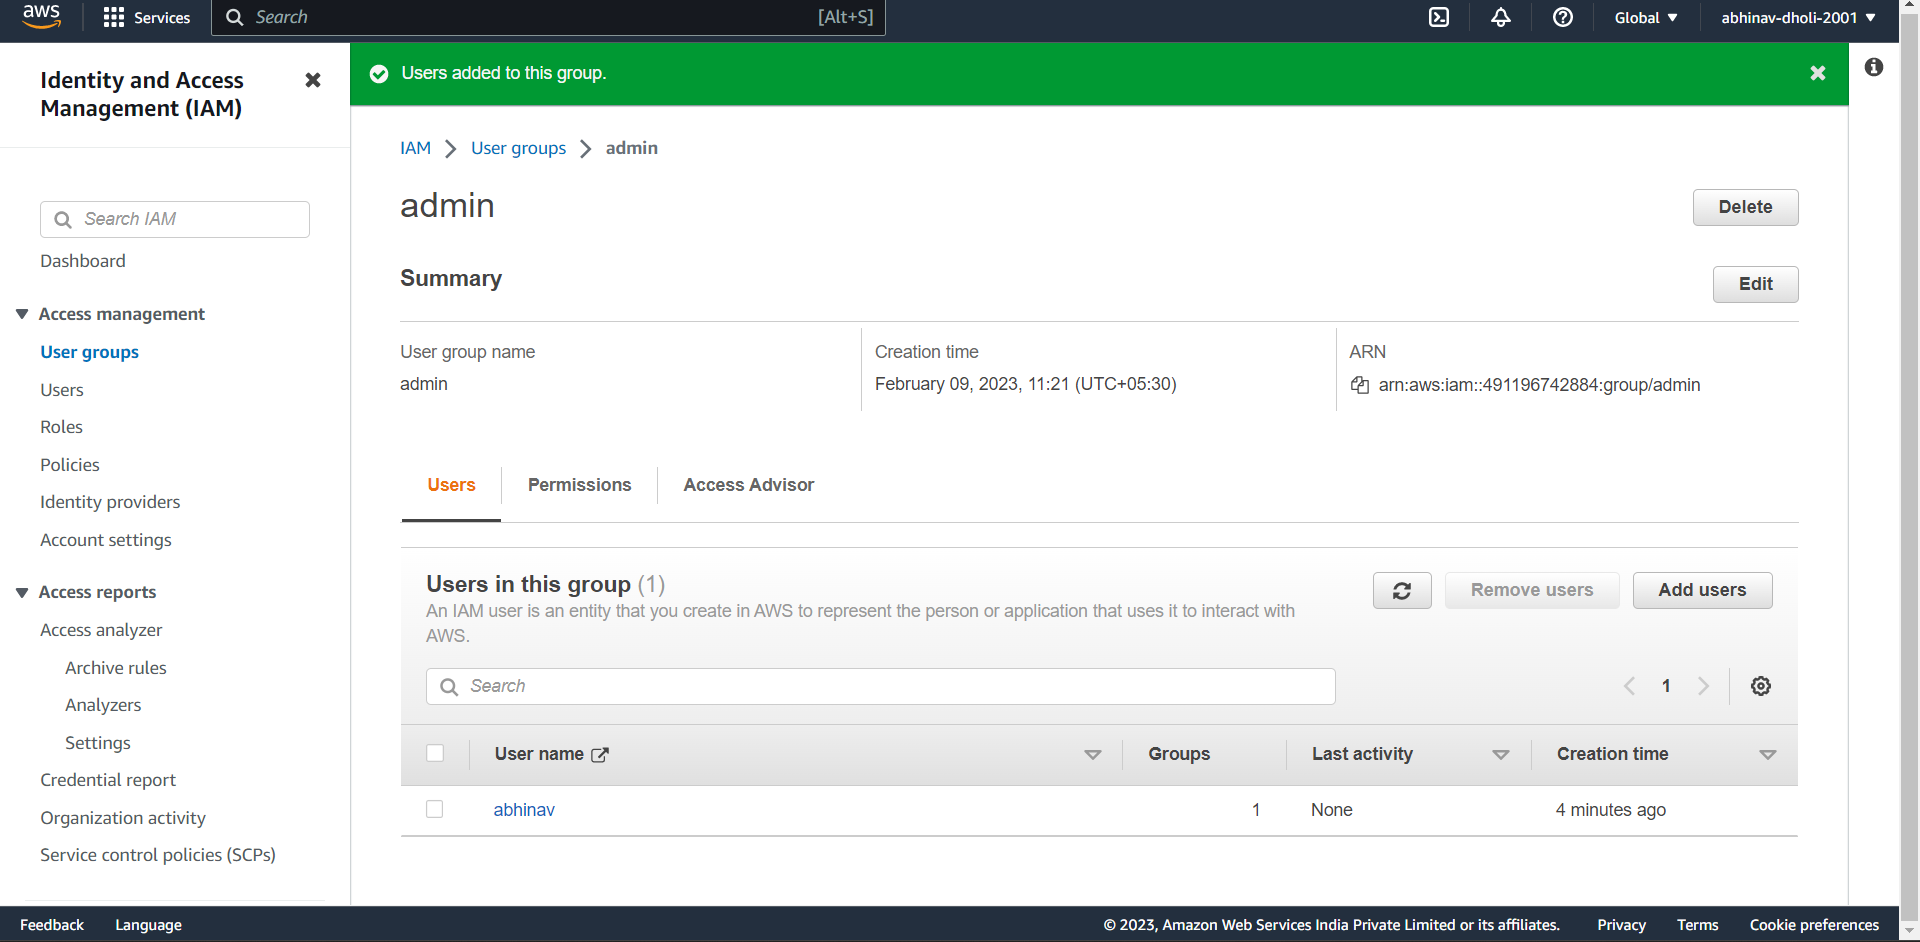 aws Services Search [Alt+S] Global abhinav-dholi-2001
Identity and Access
Management (IAM)
Search IAM
Dashboard
Access management
User groups
Users
Roles
Policies
Identity providers
Account settings
Access reports
Access analyzer
Archive rules
Analyzers
Settings
Credential report
Organization activity
Service control policies (SCPs)
Users added to this group.
IAM User groups admin
admin
Delete
Summary
Edit
User group name
admin
Creation time
February 09, 2023, 11:21 (UTC+05:30)
ARN
arn:aws:iam::491196742884:group/admin
Users Permissions Access Advisor
Users in this group (1)
An IAM user is an entity that you create in AWS to represent the person or application that uses it to interact with
AWS.
Remove users Add users
Search
1
User name Groups Last activity Creation time
abhinav 1 None 4 minutes ago
Feedback Language © 2023, Amazon Web Services India Private Limited or its affiliates. Privacy Terms Cookie preferences